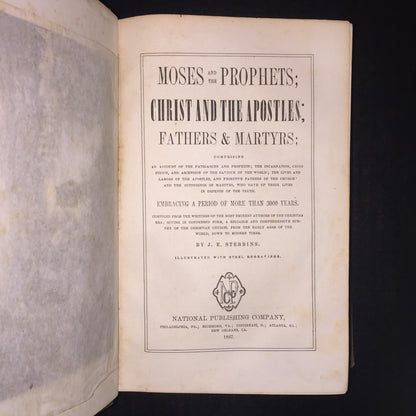 MOSES AND THE PROPHETS;
CHRIST AND THE APOSTLES;
FATHERS & MARTYRS;
COMPRISING
AN ACCOUNT OF THE PATRIARCHS AND PROPHETS; THE INCARNATION, CRUCI-
FIXION, AND ASCENSION OF THE SAVIOUR OF THE WORLD; THE LIVES AND
LABORS OF THE APOSTLES, AND PRIMITIVE FATHERS OF THE CHURCH
AND THE SUFFERINGS OF MARTYRS, WHO GAVE UP THEIR LIVES
IN DEFENSE OF THE TRUTH.
EMBRACING A PERIOD OF MORE THAN 3000 YEARS.
COMPILED FROM THE WRITINGS OF THE MOST EMINENT AUTHORS OF THE CHRISTIAN
ERA; GIVING IN CONDENSED FORM, A RELIABLE AND COMPREHENSIVE SUR-
VEY OF THE CHRISTIAN CHURCH, FROM THE EARLY AGES OF THE
WORLD, DOWN TO MODERN TIMES.
BY J. E. STEBBINS.
ILLUSTRATED WITH STEEL ENGRAVINGS.
NPCo
NATIONAL PUBLISHING COMPANY,
PHILADELPHIA, PA.; RICHMOND, VA.; CINCINNATI, O.; ATLANTA, GA.;
NEW ORLEANS, LA.
1867.